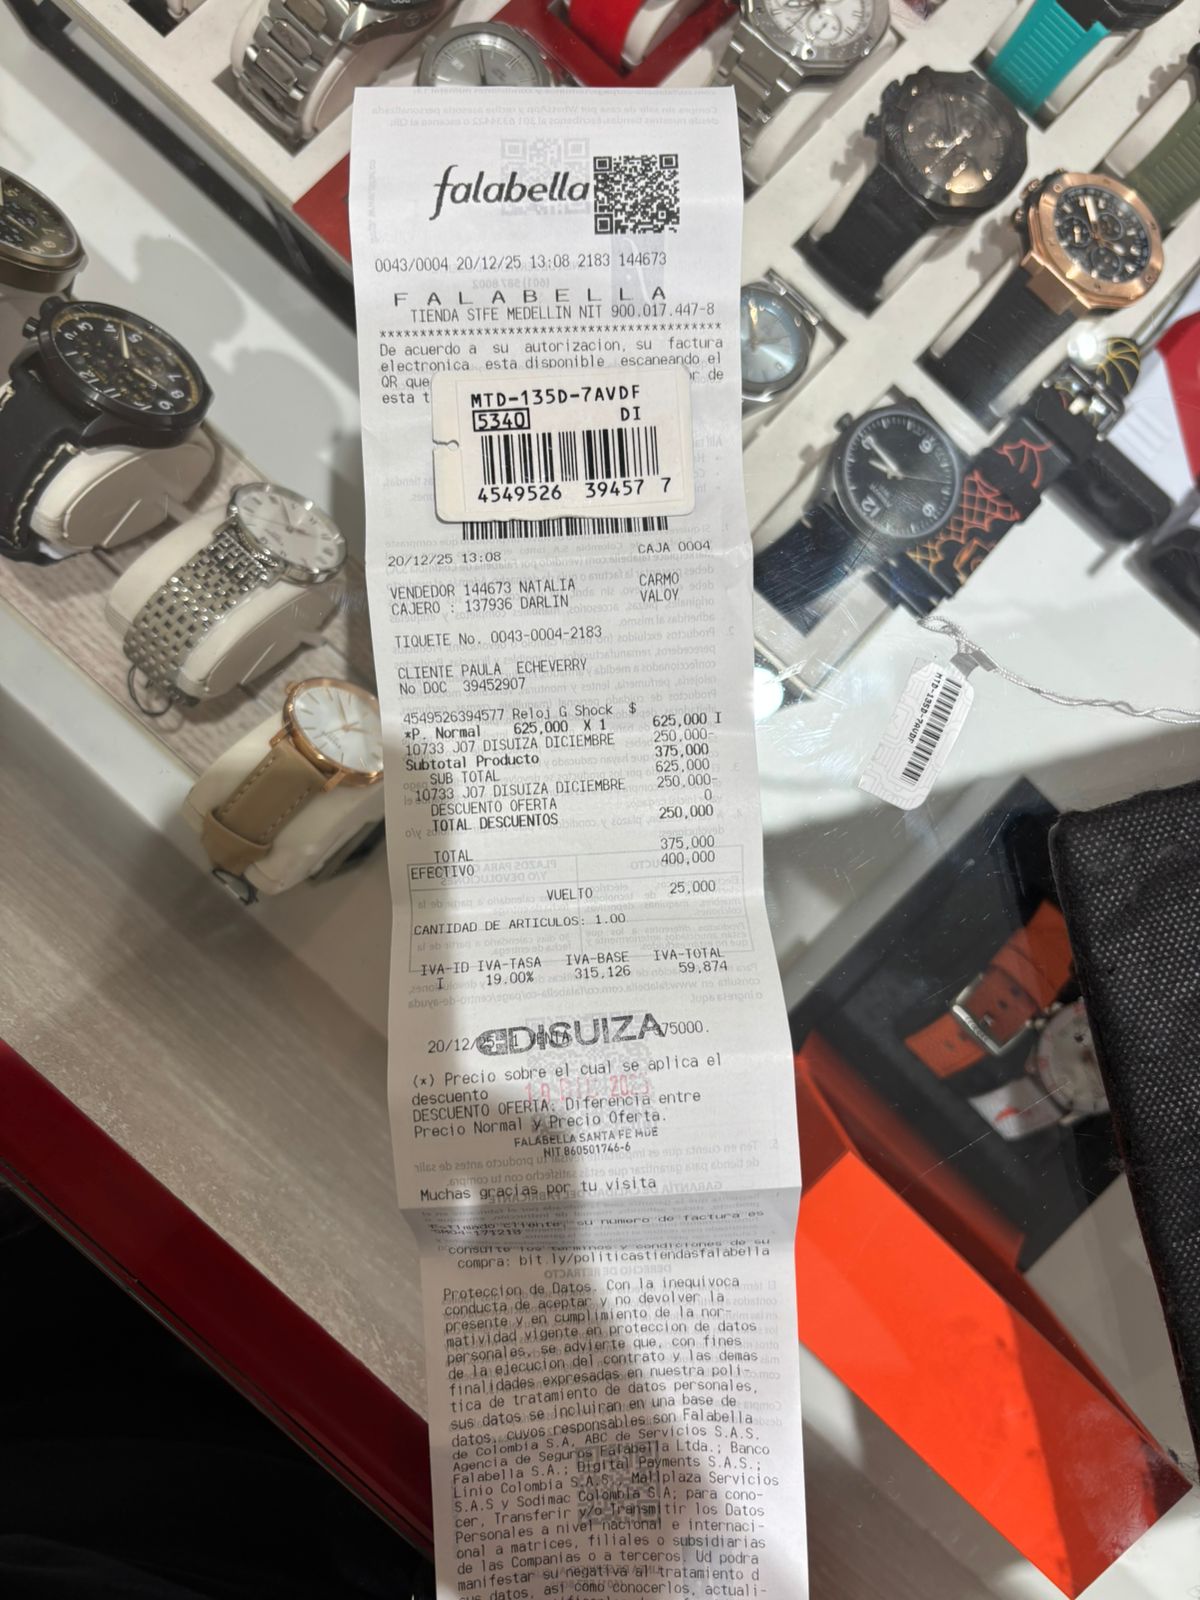 falabella
0043/0004 20/12/25 13:08 2183 144673
F A L A B E L L A
TIENDA STFE MEDELLIN NIT 900.017.447-8
****************************************
De acuerdo a su autorizacion, su factura
electronica esta disponible escaneando el
QR que
or de
esta t
MTD-135D-7AVDF
5340 DI
4549526 39457 7
20/12/25 13:08 CAJA 0004
VENDEDOR 144673 NATALIA CARMO
CAJERO : 137936 DARLIN VALOY
TIQUETE No. 0043-0004-2183
CLIENTE PAULA ECHEVERRY
No DOC 39452907
4549526394577 Reloj G Shock $
*P. Normal 625,000 X 1 625,000 I
10733 J07 DISUIZA DICIEMBRE 250,000-
Subtotal Producto 375,000
SUB TOTAL 625,000
10733 J07 DISUIZA DICIEMBRE 250,000-
DESCUENTO OFERTA 0
TOTAL DESCUENTOS 250,000
TOTAL 375,000
EFECTIVO 400,000
VUELTO 25,000
CANTIDAD DE ARTICULOS: 1.00
IVA-ID IVA-TASA IVA-BASE IVA-TOTAL
I 19.00% 315,126 59,874
20/12/25 DISUIZA 375000.
(*) Precio sobre el cual se aplica el
descuento
DESCUENTO OFERTA: Diferencia entre
Precio Normal y Precio Oferta.
FALABELLA SANTA FE MDE
NIT 860501746-6
Muchas gracias por tu visita
Estimado cliente, su numero de factura es
consulte los terminos y condiciones de su
compra: bit.ly/politicastiendasfalabella
Proteccion de Datos. Con la inequivoca
conducta de aceptar y no devolver la
presente y en cumplimiento de la nor-
matividad vigente en proteccion de datos
personales, se advierte que, con fines
de la ejecucion del contrato y las demas
finalidades expresadas en nuestra poli-
tica de tratamiento de datos personales,
sus datos se incluiran en una base de
datos, cuyos responsables son Falabella
de Colombia S.A, ABC de Servicios S.A.S.
Agencia de Seguros Falabella Ltda.; Banco
Falabella S.A.; Digital Payments S.A.S.;
Linio Colombia S.A.S.; Mallplaza Servicios
S.A.S y Sodimac Colombia S.A; para cono-
cer, Transferir y/o Transmitir los Datos
Personales a nivel nacional e internaci-
onal a matrices, filiales o subsidiarias
de las Companias o a terceros. Ud podra
manifestar su negativa al tratamiento d
sus datos, asi como conocerlos, actuali-
MTD-135D-7AVDF